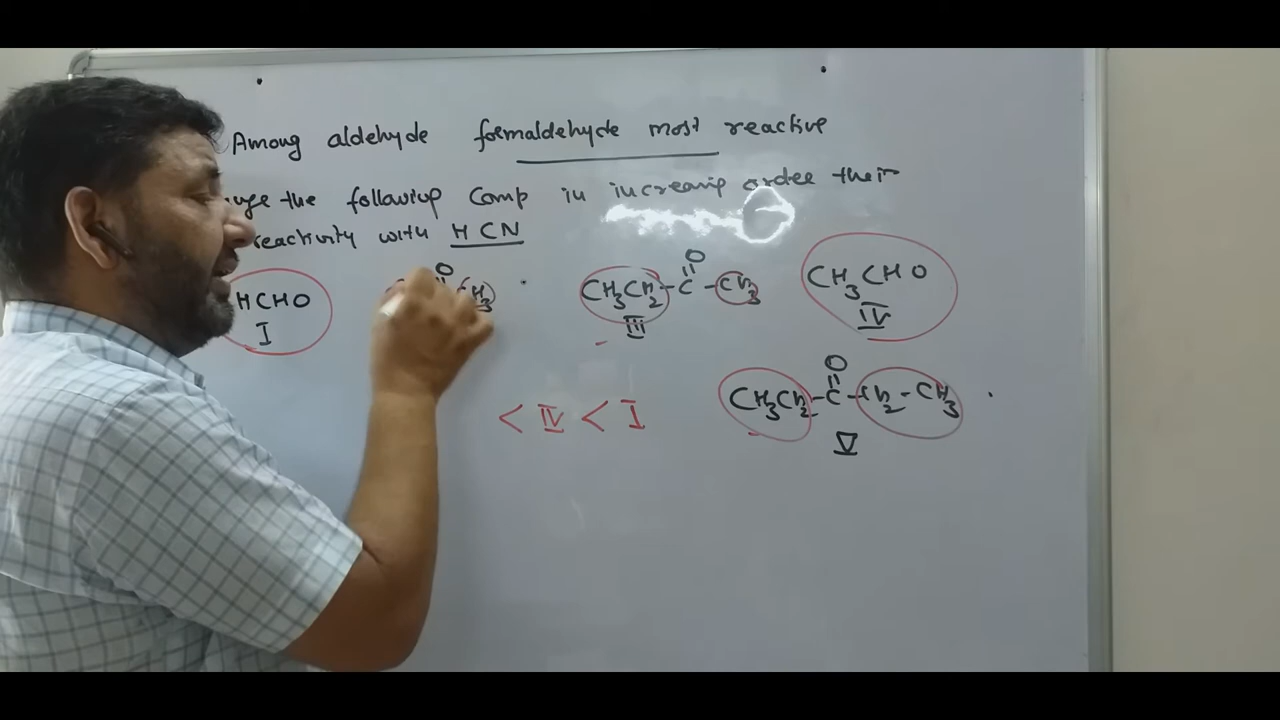 Among aldehyde formaldehyde most reactive
the following Comp in increasing order their
reactivity with HCN
O O
HCHO CH3 CH3CH2-C-CH3 CH3CHO
I III IV
O
CH3CH2-C-CH2-CH3
< IV < I
V